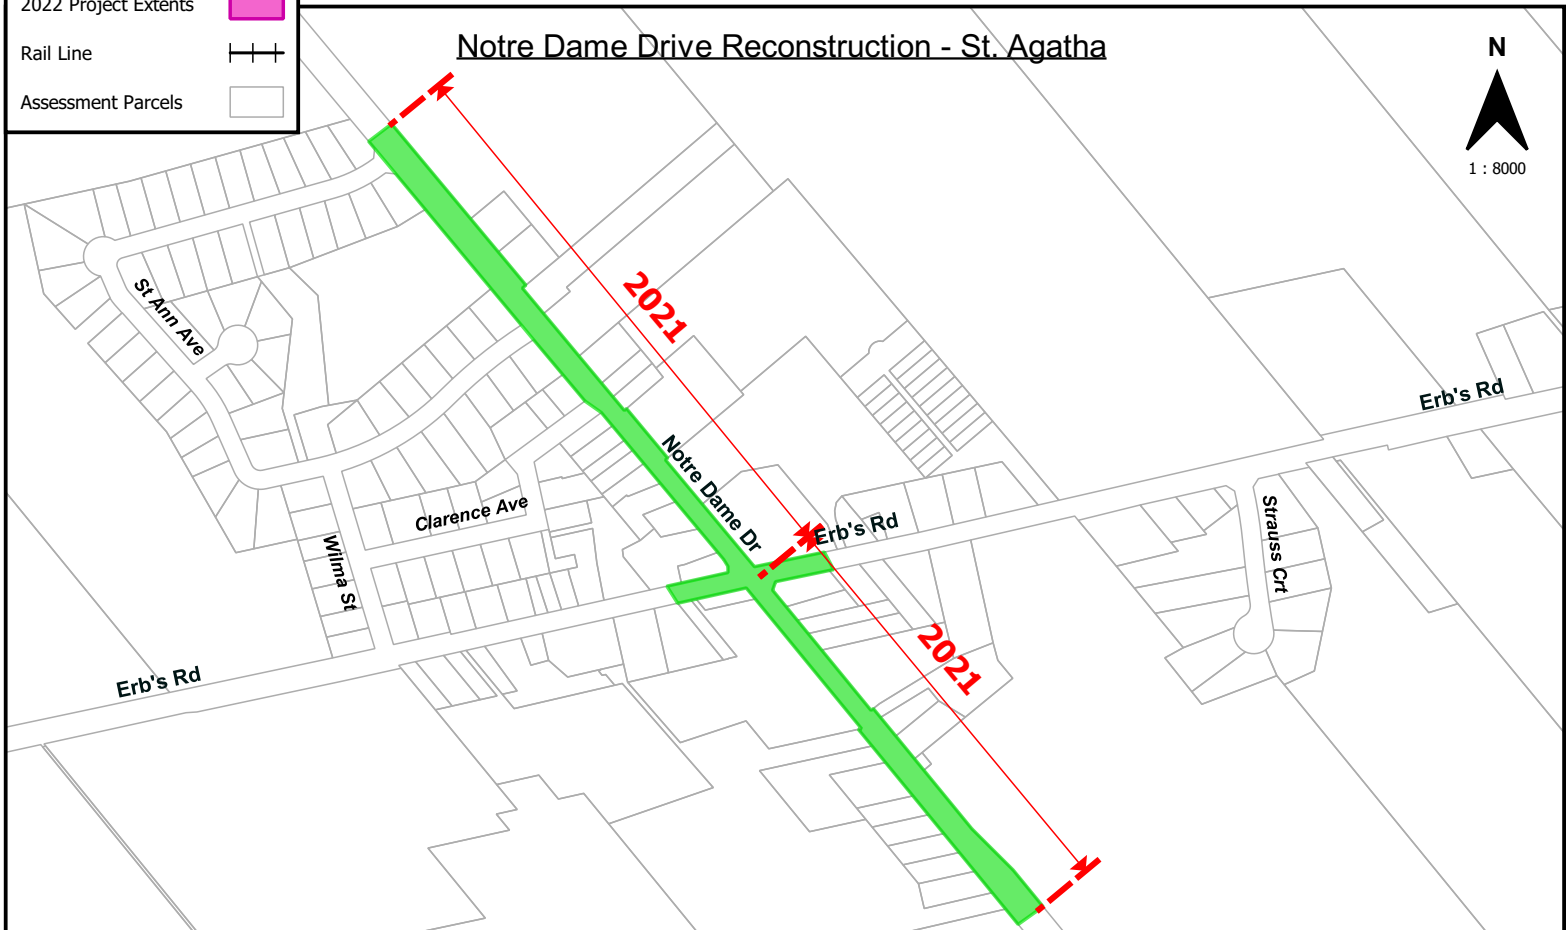 2022 Project Extents
Rail Line
Assessment Parcels
Notre Dame Drive Reconstruction - St. Agatha
N
1 : 8000
2021
St Ann Ave
Erb's Rd
Notre Dame Dr
Clarence Ave
Erb's Rd
Strauss Crt
Wilma St
2021
Erb's Rd